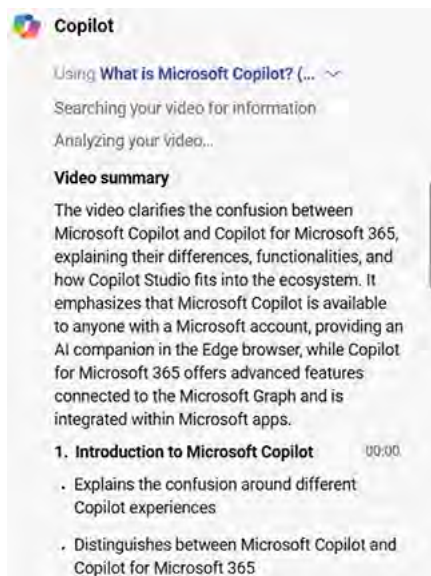 Copilot
Using What is Microsoft Copilot? (...
Searching your video for information
Analyzing your video...
Video summary
The video clarifies the confusion between
Microsoft Copilot and Copilot for Microsoft 365,
explaining their differences, functionalities, and
how Copilot Studio fits into the ecosystem. It
emphasizes that Microsoft Copilot is available
to anyone with a Microsoft account, providing an
AI companion in the Edge browser, while Copilot
for Microsoft 365 offers advanced features
connected to the Microsoft Graph and is
integrated within Microsoft apps.
1. Introduction to Microsoft Copilot 00:00
• Explains the confusion around different
Copilot experiences
• Distinguishes between Microsoft Copilot and
Copilot for Microsoft 365